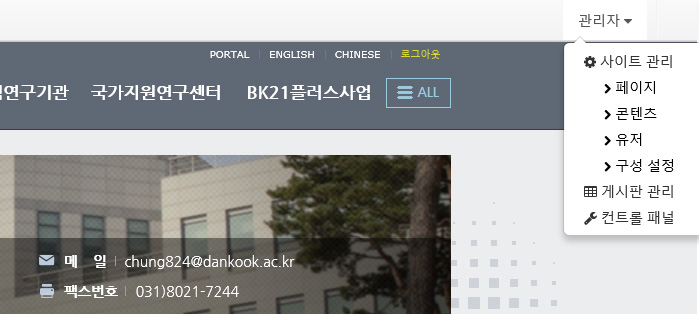 관리자
PORTAL ENGLISH CHINESE 로그아웃
연구기관 국가지원연구센터 BK21플러스사업 ALL
사이트 관리
페이지
콘텐츠
유저
구성 설정
게시판 관리
컨트롤 패널
메 일 chung824@dankook.ac.kr
팩스번호 031)8021-7244